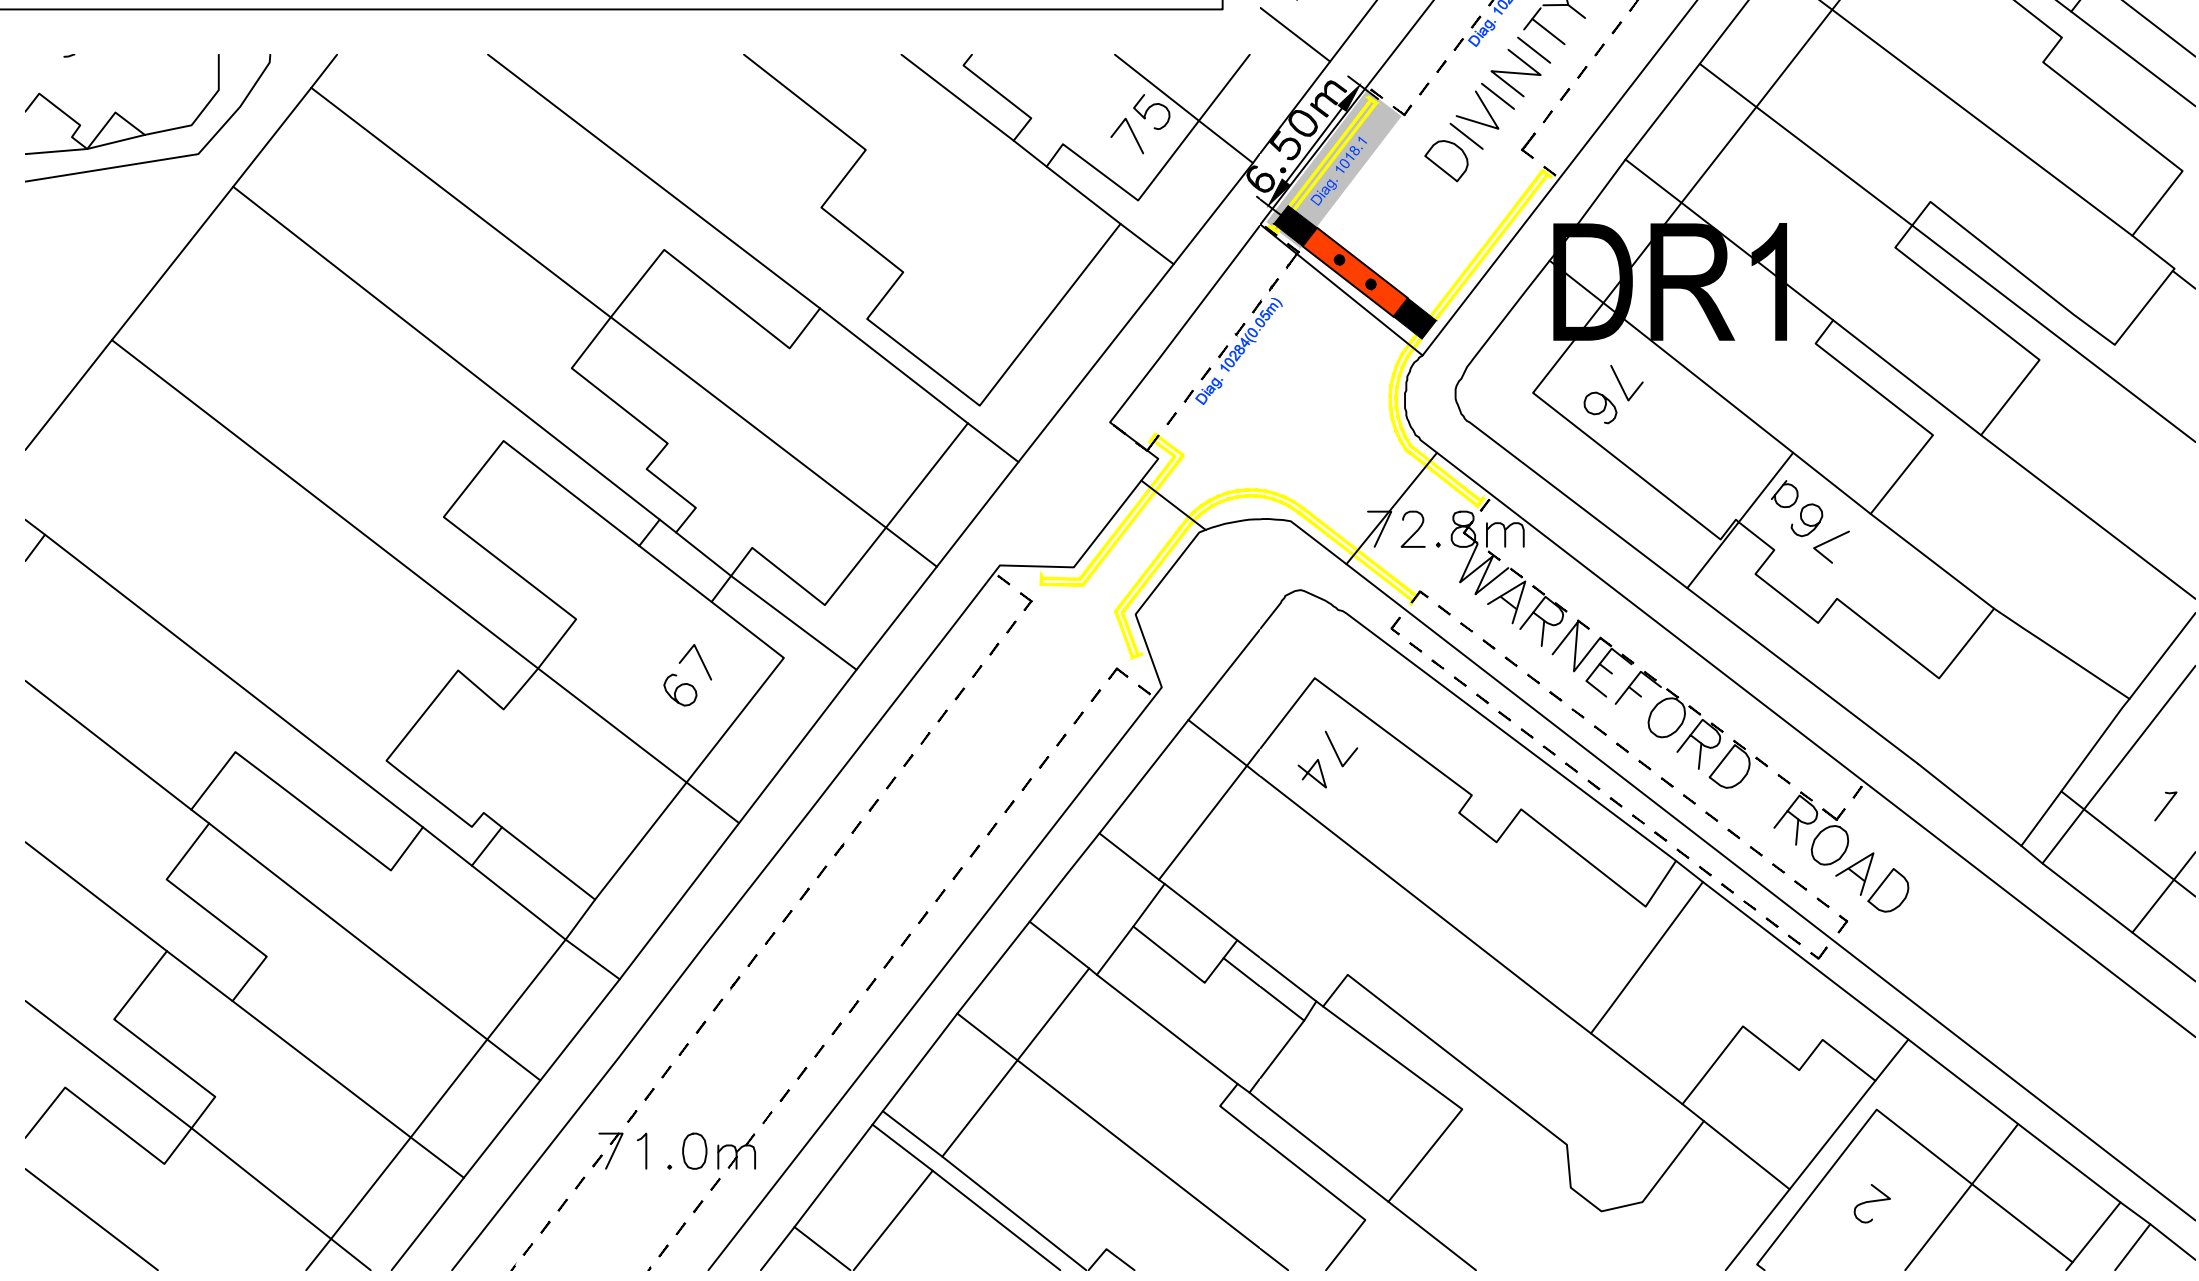 DIVINITY
75
6.50m
Diag. 1018.1
DR1
Diag. 10284(0.05m)
76
76a
72.8m
WARNEFORD ROAD
67
74
1
71.0m
2